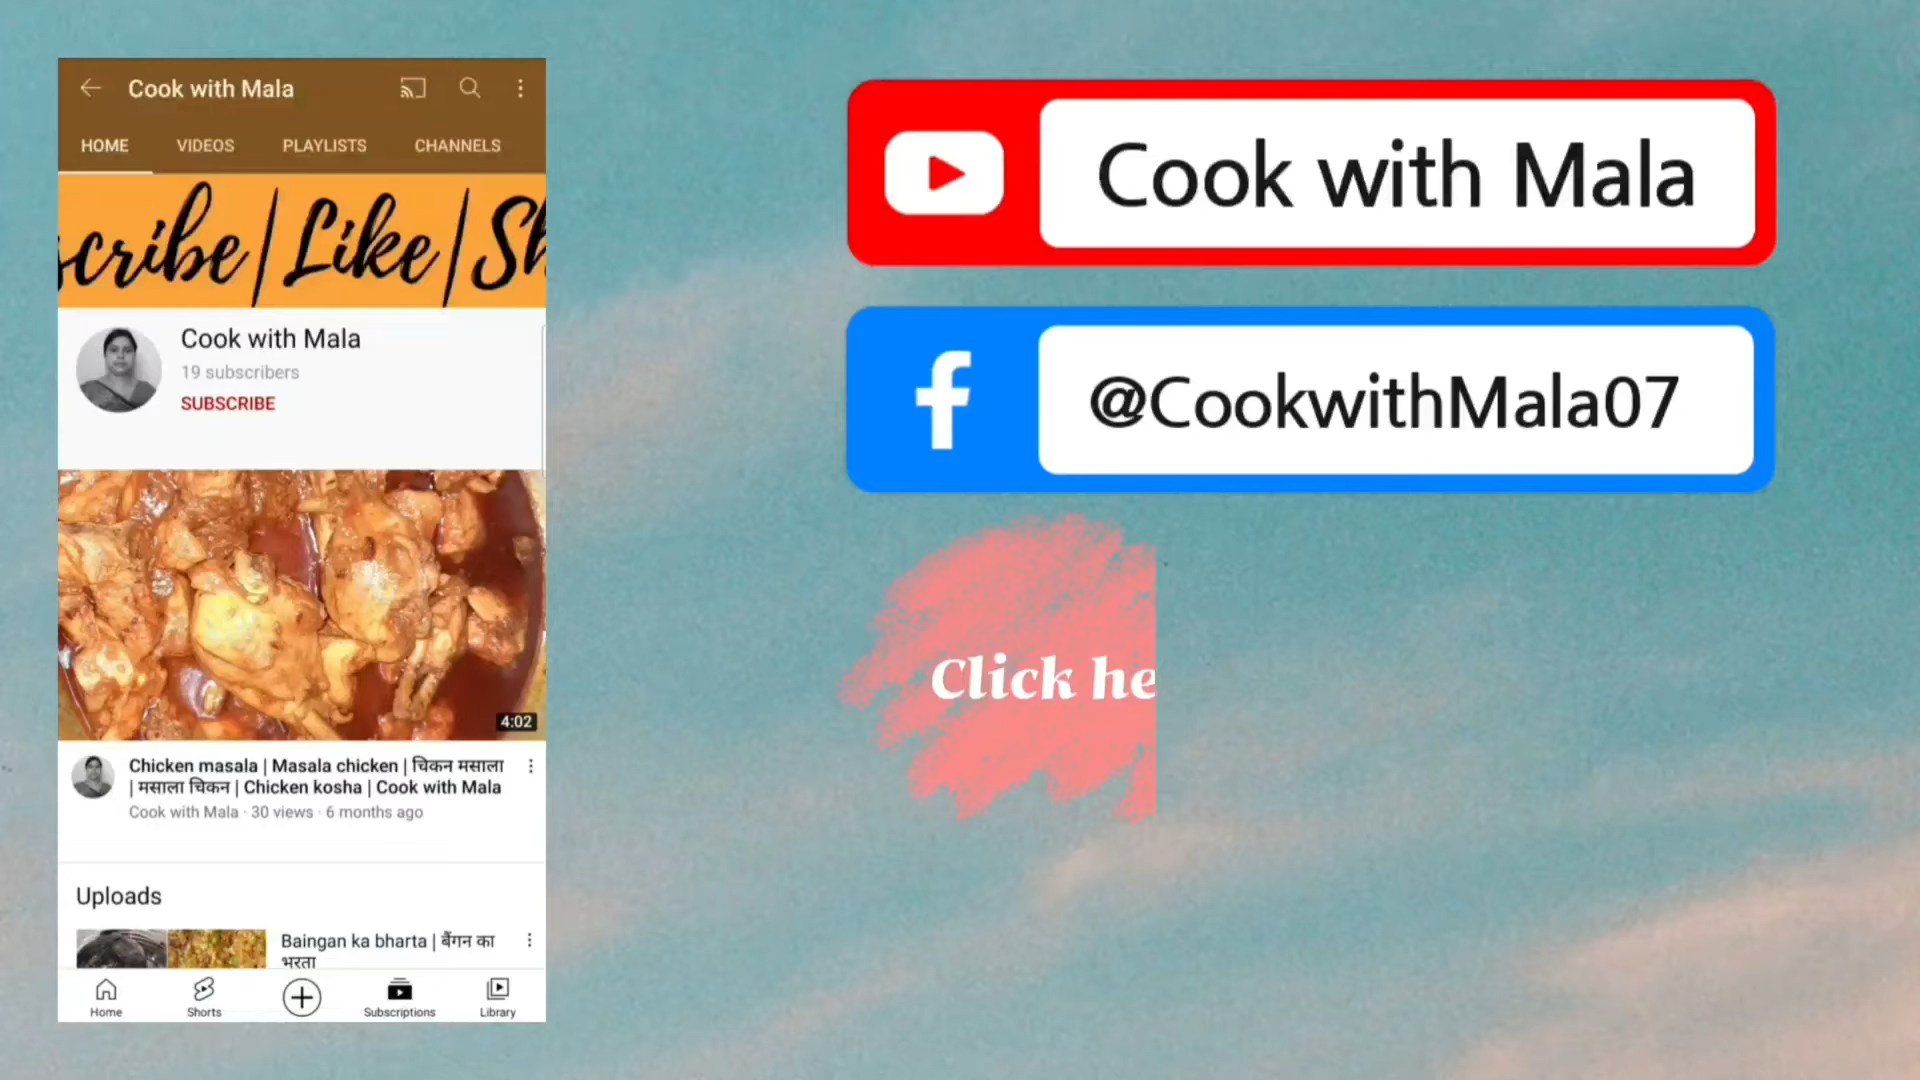 Cook with Mala
HOME VIDEOS PLAYLISTS CHANNELS
scribe | Like | Sh
Cook with Mala
19 subscribers
SUBSCRIBE
4:02
Chicken masala | Masala chicken | चिकन मसाला
| मसाला चिकन | Chicken kosha | Cook with Mala
Cook with Mala · 30 views · 6 months ago
Uploads
Baingan ka bharta | बैंगन का
भरता
Home Shorts Subscriptions Library
Cook with Mala
@CookwithMala07
Click he